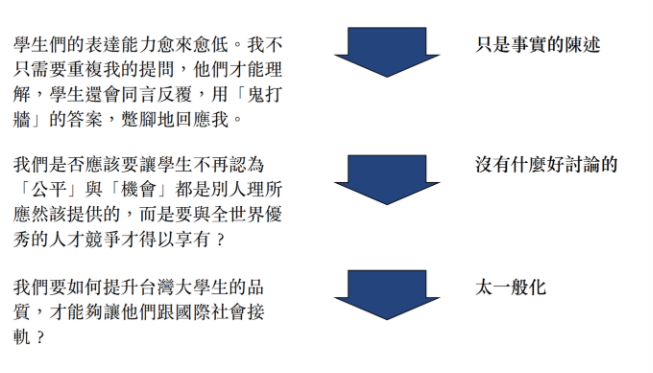 學生們的表達能力愈來愈低。我不
只需要重複我的提問，他們才能理
解，學生還會同言反覆，用「鬼打
牆」的答案，蹩腳地回應我。
只是事實的陳述
我們是否應該要讓學生不再認為
「公平」與「機會」都是別人理所
應然該提供的，而是要與全世界優
秀的人才競爭才得以享有？
沒有什麼好討論的
我們要如何提升台灣大學生的品
質，才能夠讓他們跟國際社會接
軌？
太一般化